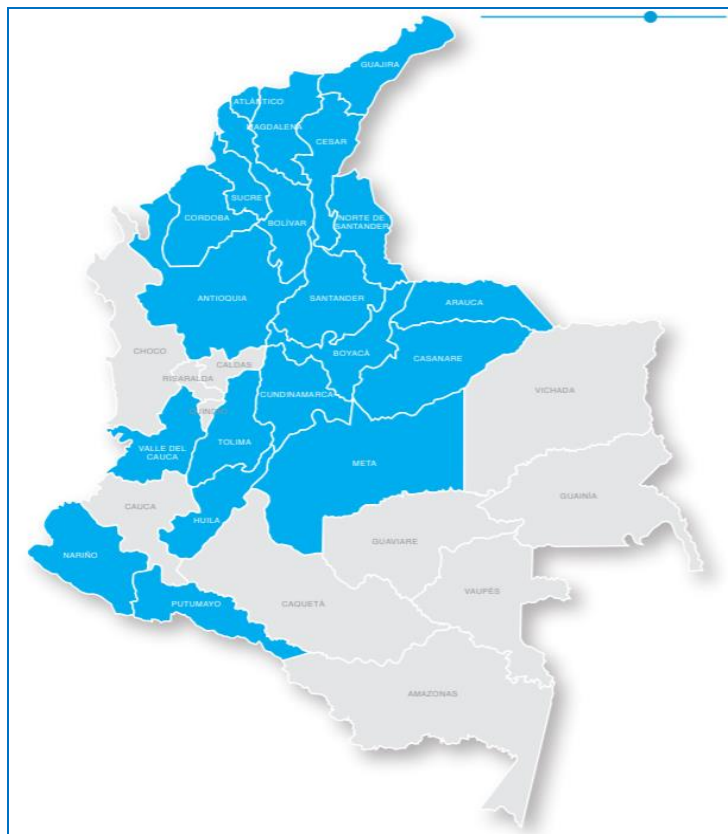 GUAJIRA
ATLÁNTICO
MAGDALENA
CESAR
SUCRE
CORDOBA
BOLÍVAR
NORTE DE
SANTANDER
ANTIOQUIA
SANTANDER
ARAUCA
CHOCO
BOYACÁ
CASANARE
CALDAS
RISARALDA
CUNDINAMARCA
VICHADA
TOLIMA
VALLE DEL
CAUCA
META
GUAINÍA
CAUCA
HUILA
GUAVIARE
NARIÑO
VAUPÉS
PUTUMAYO
CAQUETÁ
AMAZONAS